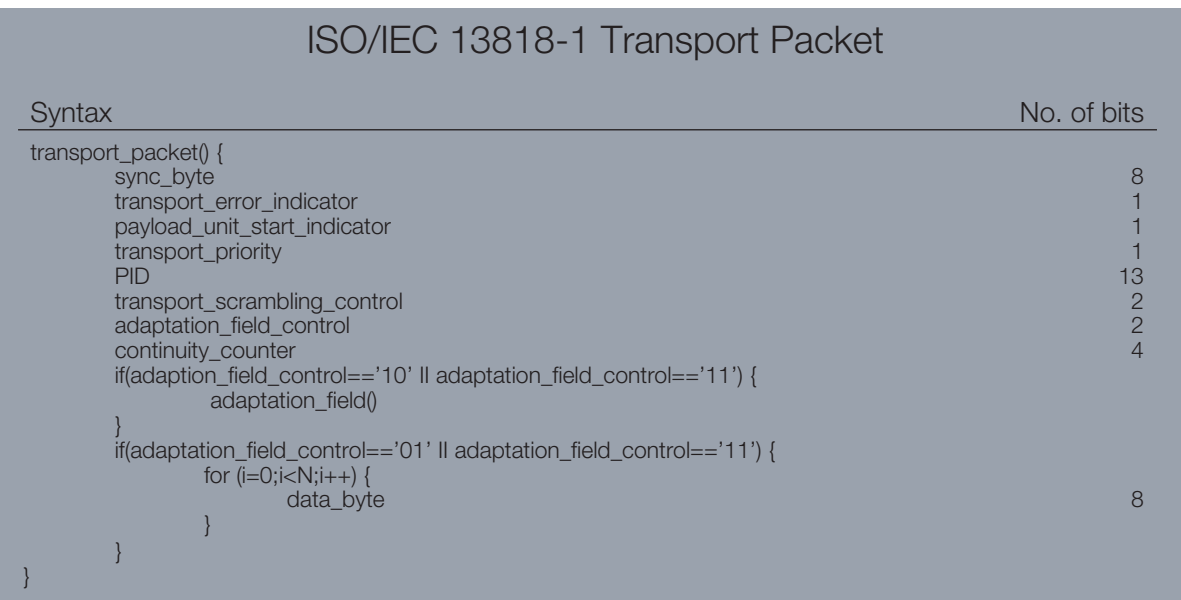 ISO/IEC 13818-1 Transport Packet
Syntax No. of bits
transport_packet() {
sync_byte 8
transport_error_indicator 1
payload_unit_start_indicator 1
transport_priority 1
PID 13
transport_scrambling_control 2
adaptation_field_control 2
continuity_counter 4
if(adaption_field_control=='10' II adaptation_field_control=='11') {
adaptation_field()
}
if(adaptation_field_control=='01' II adaptation_field_control=='11') {
for (i=0;i<N;i++) {
data_byte 8
}
}
}